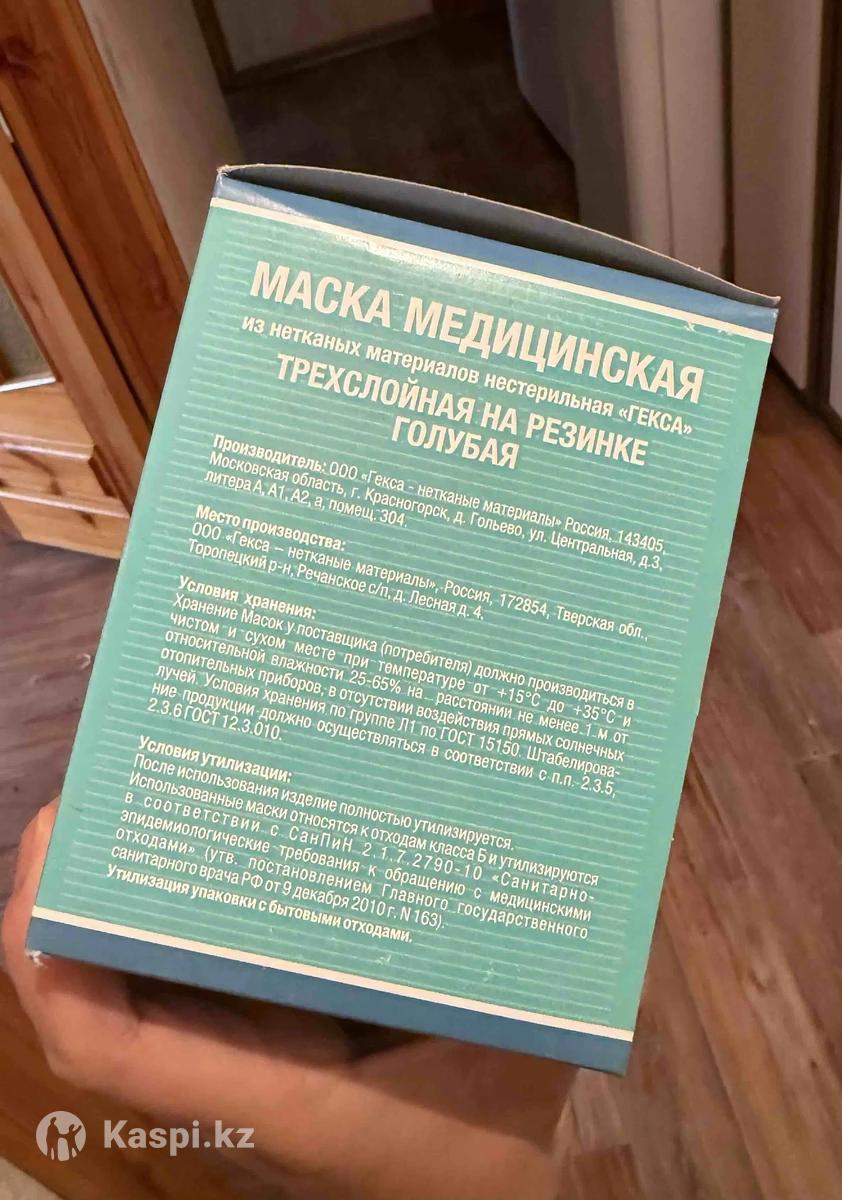 МАСКА МЕДИЦИНСКАЯ
из нетканых материалов нестерильная «ГЕКСА»
ТРЕХСЛОЙНАЯ НА РЕЗИНКЕ
ГОЛУБАЯ
Производитель: ООО «Гекса - нетканые материалы» Россия, 143405,
Московская область, г. Красногорск, д. Гольево, ул. Центральная, д.3,
литера А, А1, А2, а, помещ. 304.
Место производства:
ООО «Гекса – нетканые материалы», Россия, 172854, Тверская обл.,
Торопецкий р-н, Речанское с/п, д. Лесная д. 4.
Условия хранения:
Хранение Масок у поставщика (потребителя) должно производиться в
чистом и сухом месте при температуре от +15°С до +35°С и
относительной влажности 25-65% на расстоянии не менее 1 м от
отопительных приборов, в отсутствии воздействия прямых солнечных
лучей. Условия хранения по группе Л1 по ГОСТ 15150. Штабелирова-
ние продукции должно осуществляться в соответствии с п.п. 2.3.5,
2.3.6 ГОСТ 12.3.010.
Условия утилизации:
После использования изделие полностью утилизируется.
Использованные маски относятся к отходам класса Б и утилизируются
в соответствии с СанПиН 2.1.7.2790-10 «Санитарно-
эпидемиологические требования к обращению с медицинскими
отходами» (утв. постановлением Главного государственного
санитарного врача РФ от 9 декабря 2010 г. N 163).
Утилизация упаковки с бытовыми отходами.
Kaspi.kz